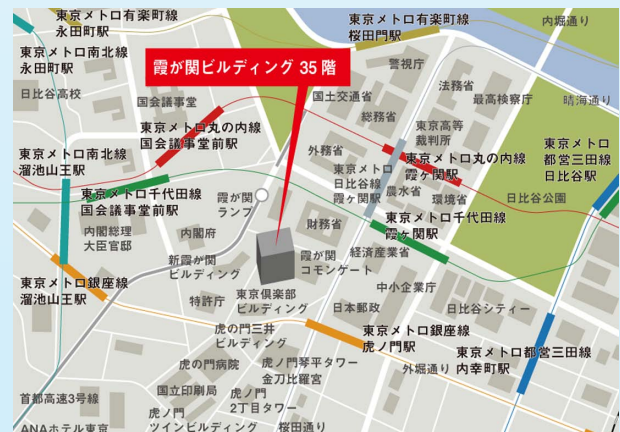 東京メトロ有楽町線
永田町駅
東京メトロ有楽町線
桜田門駅
内堀通り
東京メトロ南北線
永田町駅
霞が関ビルディング 35 階
警視庁
法務省
最高検察庁
晴海通り
日比谷高校
国会議事堂
国土交通省
総務省
東京メトロ丸の内線
国会議事堂前駅
東京高等
裁判所
東京メトロ
都営三田線
日比谷駅
外務省
東京メトロ丸の内線
霞ケ関駅
東京メトロ南北線
溜池山王駅
東京メトロ
日比谷線
霞ケ関駅
農水省
環境省
日比谷公園
東京メトロ千代田線
国会議事堂前駅
霞が関
ランプ
財務省
東京メトロ千代田線
霞ケ関駅
内閣総理
大臣官邸
内閣府
新霞が関
ビルディング
霞が関
コモンゲート
経済産業省
東京メトロ銀座線
溜池山王駅
特許庁
東京倶楽部
ビルディング
中小企業庁
日本郵政
日比谷シティー
虎の門三井
ビルディング
東京メトロ銀座線
虎ノ門駅
東京メトロ都営三田線
内幸町駅
虎の門病院
虎ノ門琴平タワー
金刀比羅宮
外堀通り
国立印刷局
虎ノ門
2丁目タワー
首都高速3号線
虎ノ門
ツインビルディング
桜田通り
ANAホテル東京